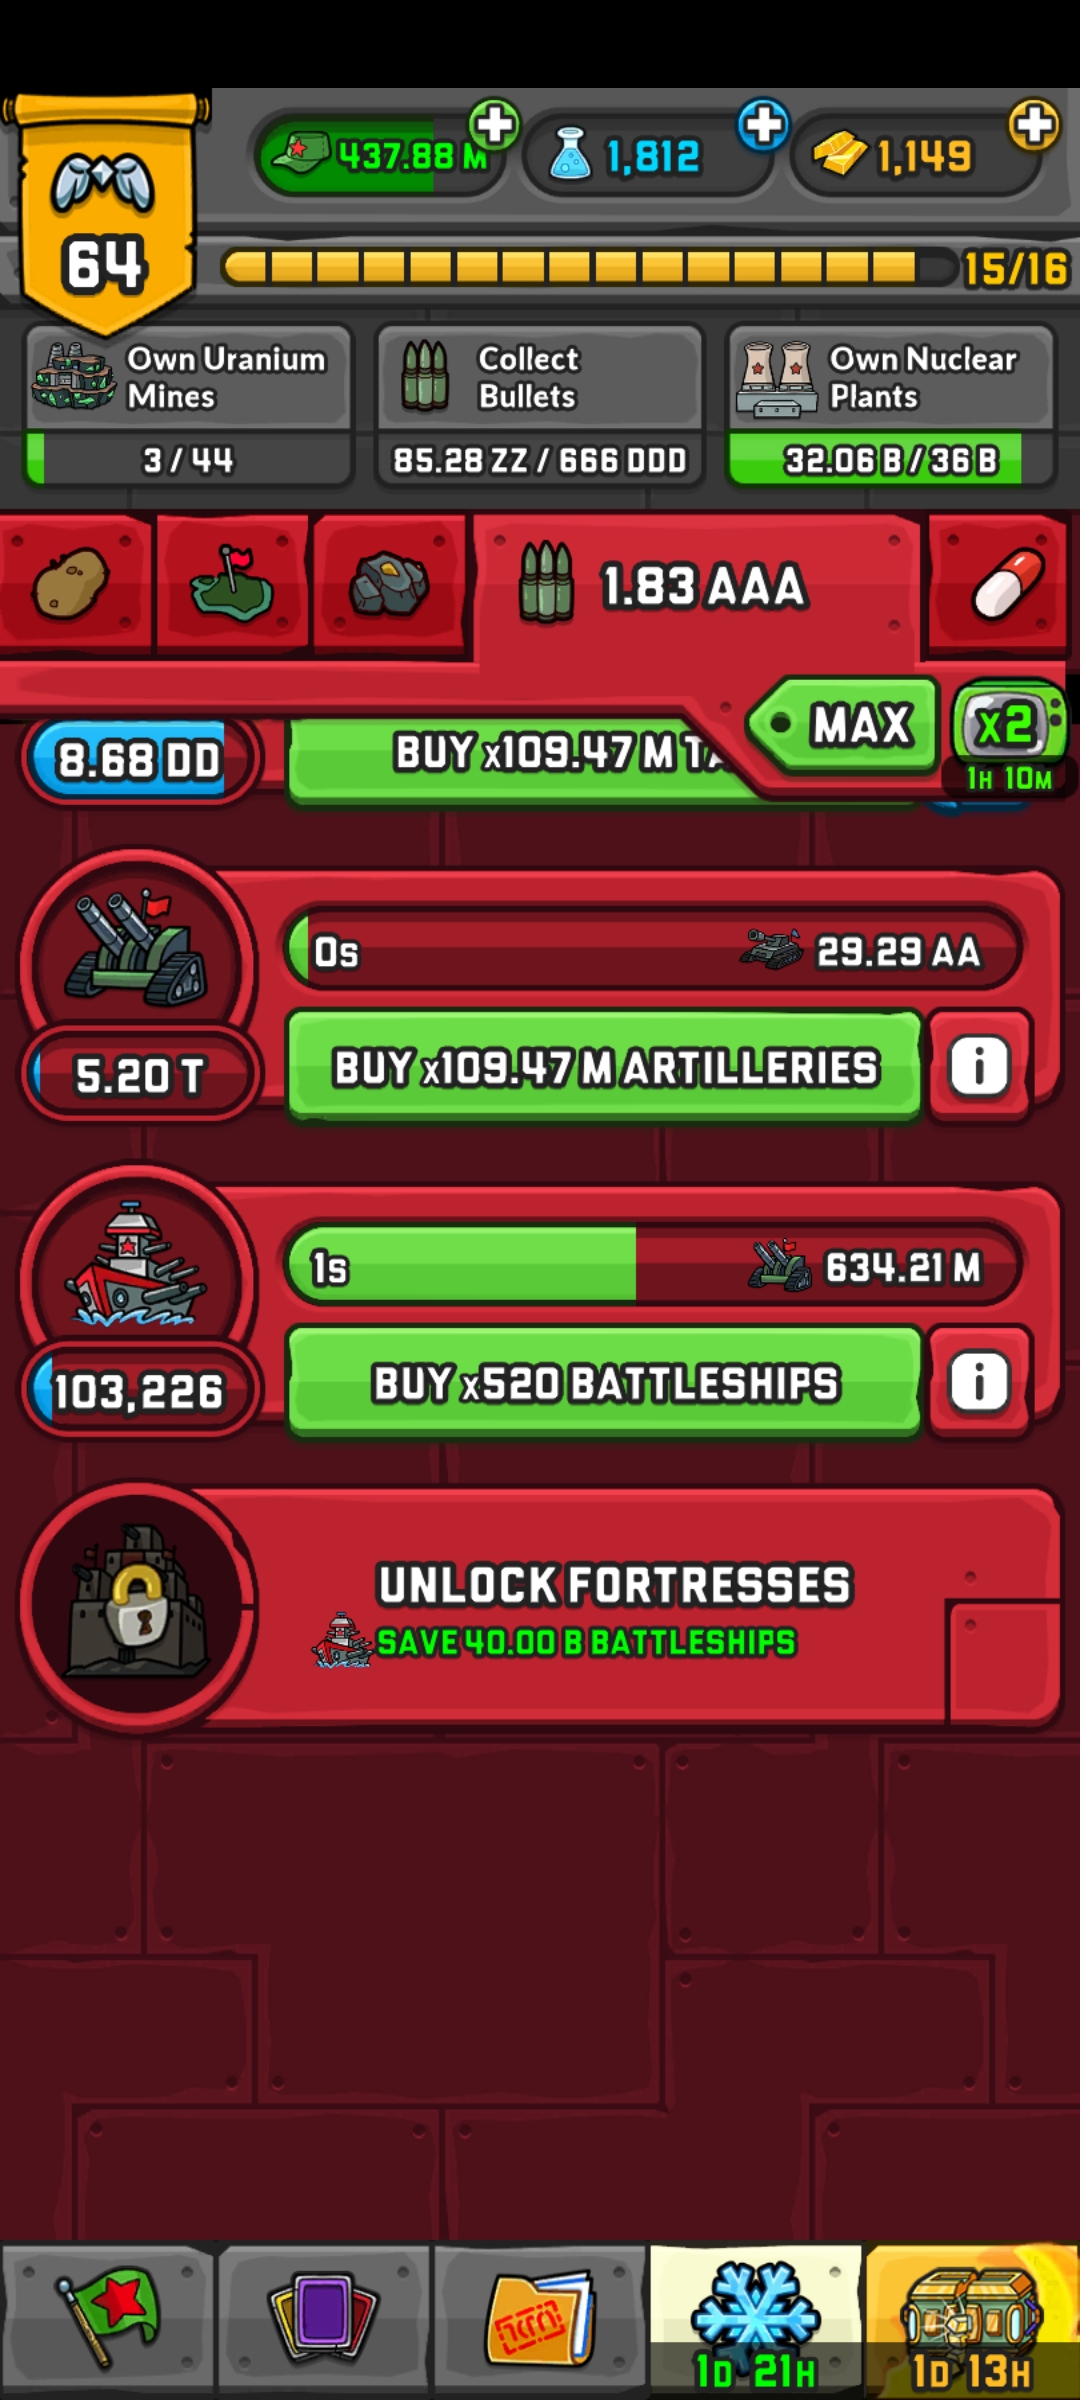 437.88 M
1,812
1,149
64
15/16
Own Uranium
Mines
3 / 44
Collect
Bullets
85.28 ZZ / 666 DDD
Own Nuclear
Plants
32.06 B / 36 B
1.83 AAA
MAX
x2
1H 10M
8.68 DD
BUY x109.47 M
0s
29.29 AA
5.20 T
BUY x109.47 M ARTILLERIES
i
1s
634.21 M
103,226
BUY x520 BATTLESHIPS
i
UNLOCK FORTRESSES
SAVE 40.00 B BATTLESHIPS
1D 21H
1D 13H